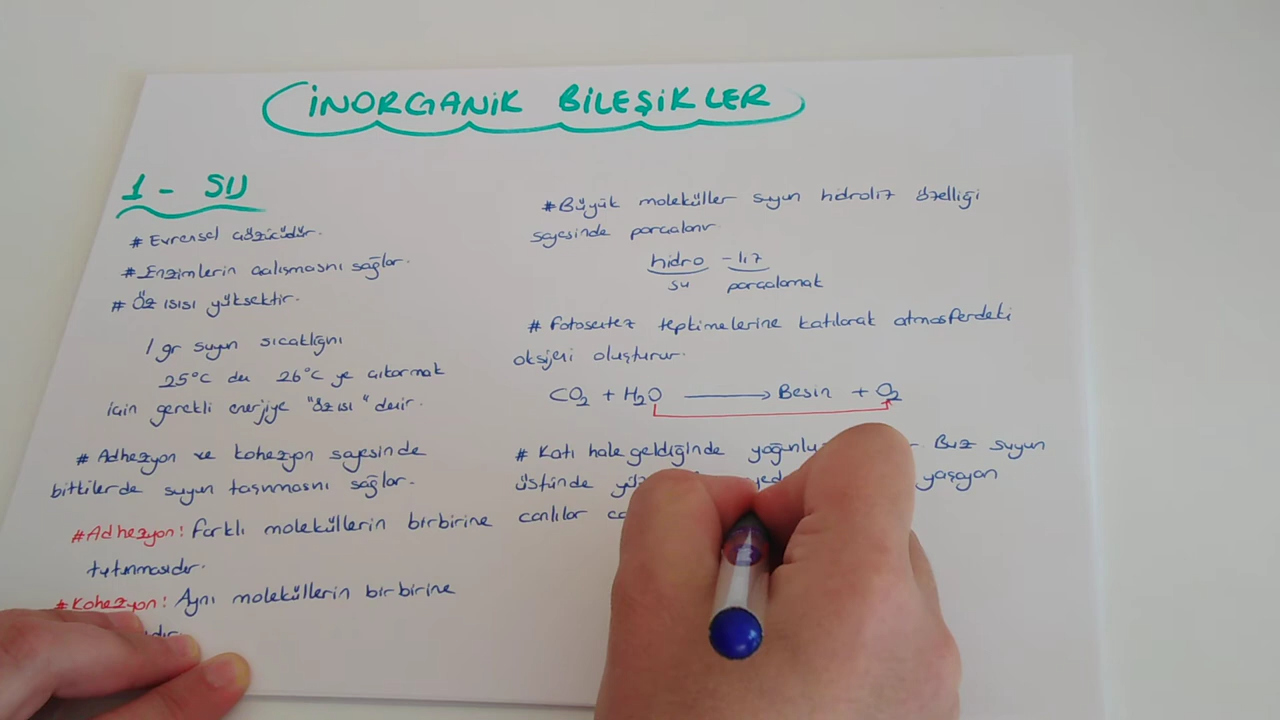 İNORGANİK BİLEŞİKLER
1 - SU
# Evrensel çözücüdür.
# Enzimlerin çalışmasını sağlar.
# Öz ısısı yüksektir.
1 gr suyun sıcaklığını
25°C den 26°C ye çıkarmak
için gerekli enerjiye "öz ısı" denir.
# Adhezyon ve kohezyon sayesinde
bitkilerde suyun taşınmasını sağlar.
# Adhezyon: Farklı moleküllerin birbirine
tutunmasıdır.
# Kohezyon: Aynı moleküllerin birbirine
# Büyük moleküller suyun hidroliz özelliği
sayesinde parçalanır.
hidro - liz
su parçalamak
# Fotosentez tepkimelerine katılarak atmosferdeki
oksijeni oluşturur.
CO2 + H2O → Besin + O2
# Katı hale geldiğinde Buz suyun
üstünde yaşayan
canlılar